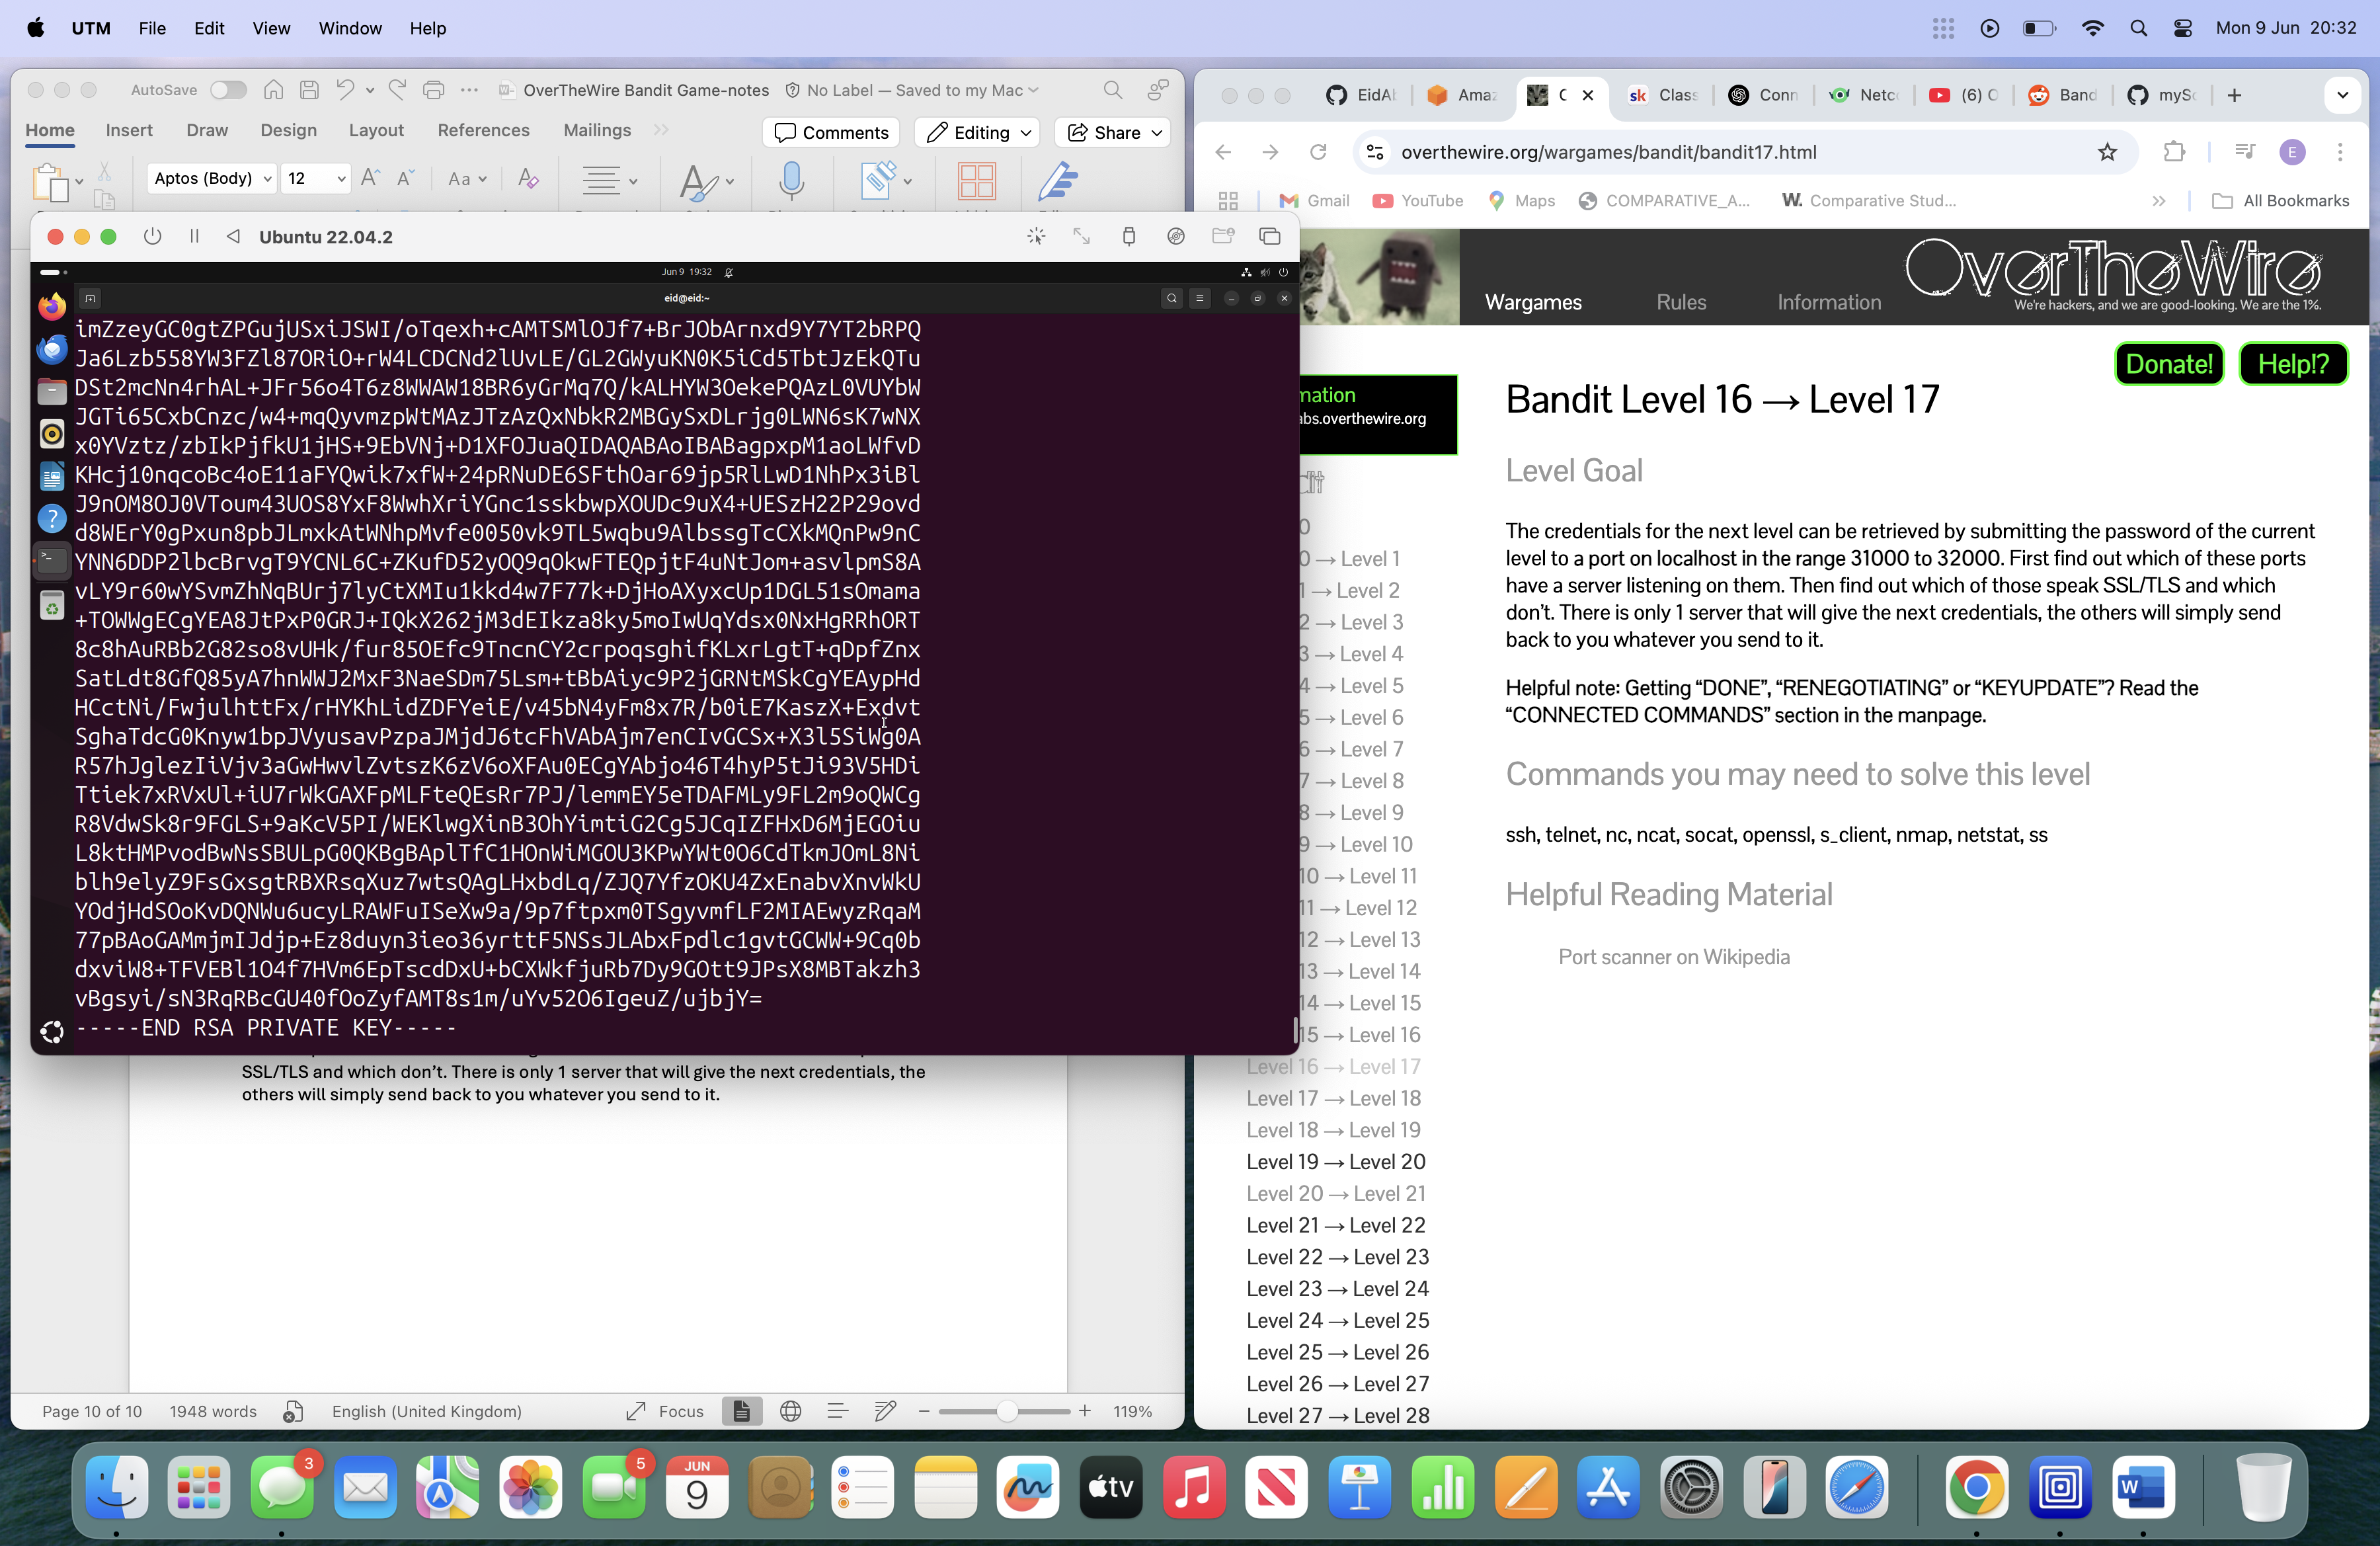 UTM File Edit View Window Help
Mon 9 Jun 20:32
AutoSave
OverTheWire Bandit Game-notes
No Label — Saved to my Mac
Home Insert Draw Design Layout References Mailings
Comments Editing Share
Aptos (Body) 12
Ubuntu 22.04.2
Jun 9 19:32
eid@eid:~
imZzeyGC0gtZPGujUSxiJSWI/oTqexh+cAMTSMlOJf7+BrJObArnxd9Y7YT2bRPQ
Ja6Lzb558YW3FZl87ORiO+rW4LCDCNd2lUvLE/GL2GWyuKN0K5iCd5TbtJzEkQTu
DSt2mcNn4rhAL+JFr56o4T6z8WWAW18BR6yGrMq7Q/kALHYW3OekePQAzL0VUYbW
JGTi65CxbCnzc/w4+mqQyvmzpWtMAzJTzAzQxNbkR2MBGySxDLrjg0LWN6sK7wNX
x0YVztz/zbIkPjfkU1jHS+9EbVNj+D1XFOJuaQIDAQABAoIBABagpxpM1aoLWfvD
KHcj10nqcoBc4oE11aFYQwik7xfW+24pRNuDE6SFthOar69jp5RlLwD1NhPx3iBl
J9nOM8OJ0VToum43UOS8YxF8WwhXriYGnc1sskbwpXOUDc9uX4+UESzH22P29ovd
d8WErY0gPxun8pbJLmxkAtWNhpMvfe0050vk9TL5wqbu9AlbssgTcCXkMQnPw9nC
YNN6DDP2lbcBrvgT9YCNL6C+ZKufD52yOQ9qOkwFTEQpjtF4uNtJom+asvlpmS8A
vLY9r60wYSvmZhNqBUrj7lyCtXMIu1kkd4w7F77k+DjHoAXyxcUp1DGL51sOmama
+TOWWgECgYEA8JtPxP0GRJ+IQkX262jM3dEIkza8ky5moIwUqYdsx0NxHgRRhORT
8c8hAuRBb2G82so8vUHk/fur85OEfc9TncnCY2crpoqsghifKLxrLgtT+qDpfZnx
SatLdt8GfQ85yA7hnWWJ2MxF3NaeSDm75Lsm+tBbAiyc9P2jGRNtMSkCgYEAypHd
HCctNi/FwjulhttFx/rHYKhLidZDFYeiE/v45bN4yFm8x7R/b0iE7KaszX+Exdvt
SghaTdcG0Knyw1bpJVyusavPzpaJMjdJ6tcFhVAbAjm7enCIvGCSx+X3l5SiWg0A
R57hJglezIiVjv3aGwHwvlZvtszK6zV6oXFAu0ECgYAbjo46T4hyP5tJi93V5HDi
Ttiek7xRVxUl+iU7rWkGAXFpMLFteQEsRr7PJ/lemmEY5eTDAFMLy9FL2m9oQWCg
R8VdwSk8r9FGLS+9aKcV5PI/WEKlwgXinB3OhYimtiG2Cg5JCqIZFHxD6MjEGOiu
L8ktHMPvodBwNsSBULpG0QKBgBAplTfC1HOnWiMGOU3KPwYWt0O6CdTkmJOmL8Ni
blh9elyZ9FsGxsgtRBXRsqXuz7wtsQAgLHxbdLq/ZJQ7YfzOKU4ZxEnabvXnvWkU
YOdjHdSOoKvDQNWu6ucyLRAWFuISeXw9a/9p7ftpxm0TSgyvmfLF2MIAEwyzRqaM
77pBAoGAMmjmIJdjp+Ez8duyn3ieo36yrttF5NSsJLAbxFpdlc1gvtGCWW+9Cq0b
dxviW8+TFVEBl1O4f7HVm6EpTscdDxU+bCXWkfjuRb7Dy9GOtt9JPsX8MBTakzh3
vBgsyi/sN3RqRBcGU40fOoZyfAMT8s1m/uYv52O6IgeuZ/ujbjY=
-----END RSA PRIVATE KEY-----
SSL/TLS and which don’t. There is only 1 server that will give the next credentials, the
others will simply send back to you whatever you send to it.
Page 10 of 10 1948 words English (United Kingdom) Focus 119%
EidAl Amaz C Class Conn Netc (6) O Band mySc
overthewire.org/wargames/bandit/bandit17.html
E
Gmail YouTube Maps COMPARATIVE_A... W. Comparative Stud... All Bookmarks
OverTheWire
We're hackers, and we are good-looking. We are the 1%.
Wargames Rules Information
Donate! Help!?
mation
abs.overthewire.org
dit
0
0 → Level 1
1 → Level 2
2 → Level 3
3 → Level 4
4 → Level 5
5 → Level 6
6 → Level 7
7 → Level 8
8 → Level 9
9 → Level 10
10 → Level 11
11 → Level 12
12 → Level 13
13 → Level 14
14 → Level 15
15 → Level 16
Level 16 → Level 17
Level 17 → Level 18
Level 18 → Level 19
Level 19 → Level 20
Level 20 → Level 21
Level 21 → Level 22
Level 22 → Level 23
Level 23 → Level 24
Level 24 → Level 25
Level 25 → Level 26
Level 26 → Level 27
Level 27 → Level 28
Bandit Level 16 → Level 17
Level Goal
The credentials for the next level can be retrieved by submitting the password of the current
level to a port on localhost in the range 31000 to 32000. First find out which of these ports
have a server listening on them. Then find out which of those speak SSL/TLS and which
don’t. There is only 1 server that will give the next credentials, the others will simply send
back to you whatever you send to it.
Helpful note: Getting “DONE”, “RENEGOTIATING” or “KEYUPDATE”? Read the
“CONNECTED COMMANDS” section in the manpage.
Commands you may need to solve this level
ssh, telnet, nc, ncat, socat, openssl, s_client, nmap, netstat, ss
Helpful Reading Material
Port scanner on Wikipedia
3
5
JUN
9
tv
W